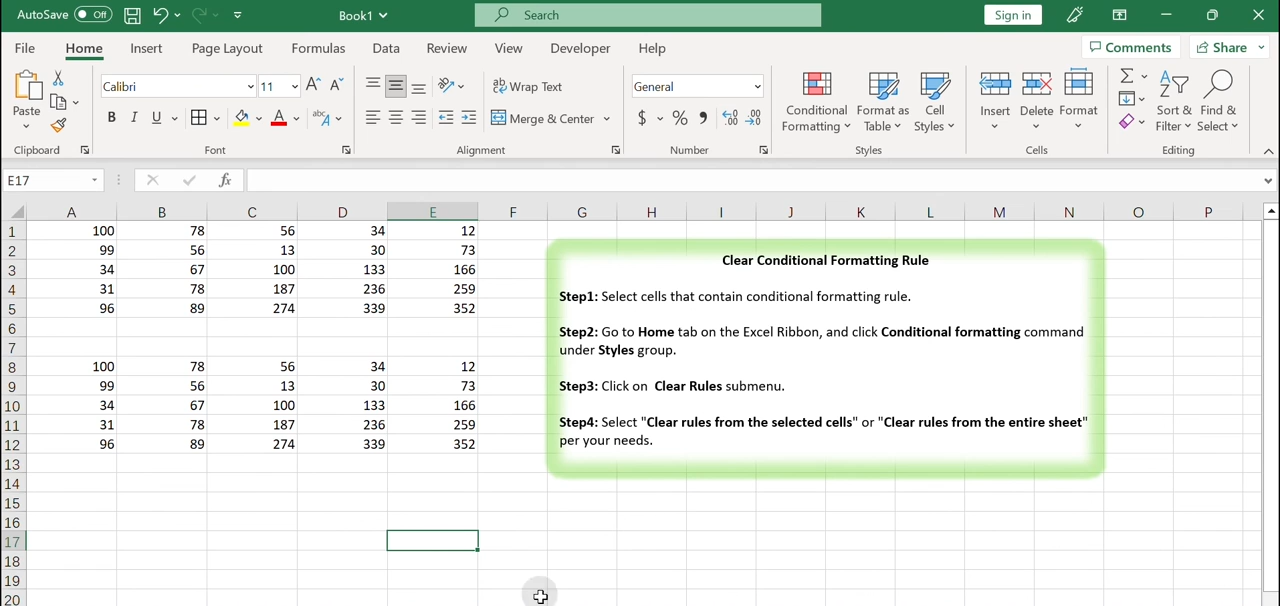 AutoSave Off Book1 Search Sign in
File Home Insert Page Layout Formulas Data Review View Developer Help Comments Share
Calibri 11 Wrap Text General
Paste Conditional Format as Cell Insert Delete Format Sort & Find &
B I U A Merge & Center $ % Formatting Table Styles Filter Select
Clipboard Font Alignment Number Styles Cells Editing
E17 fx
A B C D E F G H I J K L M N O P
1 100 78 56 34 12
2 99 56 13 30 73
3 34 67 100 133 166
4 31 78 187 236 259
5 96 89 274 339 352
6
7
8 100 78 56 34 12
9 99 56 13 30 73
10 34 67 100 133 166
11 31 78 187 236 259
12 96 89 274 339 352
13
14
15
16
17
18
19
20
Clear Conditional Formatting Rule
Step1: Select cells that contain conditional formatting rule.
Step2: Go to Home tab on the Excel Ribbon, and click Conditional formatting command
under Styles group.
Step3: Click on Clear Rules submenu.
Step4: Select "Clear rules from the selected cells" or "Clear rules from the entire sheet"
per your needs.